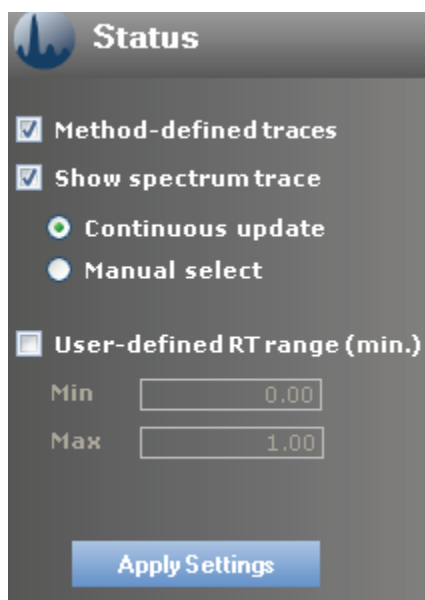 Status
Method-defined traces
Show spectrum trace
Continuous update
Manual select
User-defined RT range (min.)
Min 0.00
Max 1.00
Apply Settings